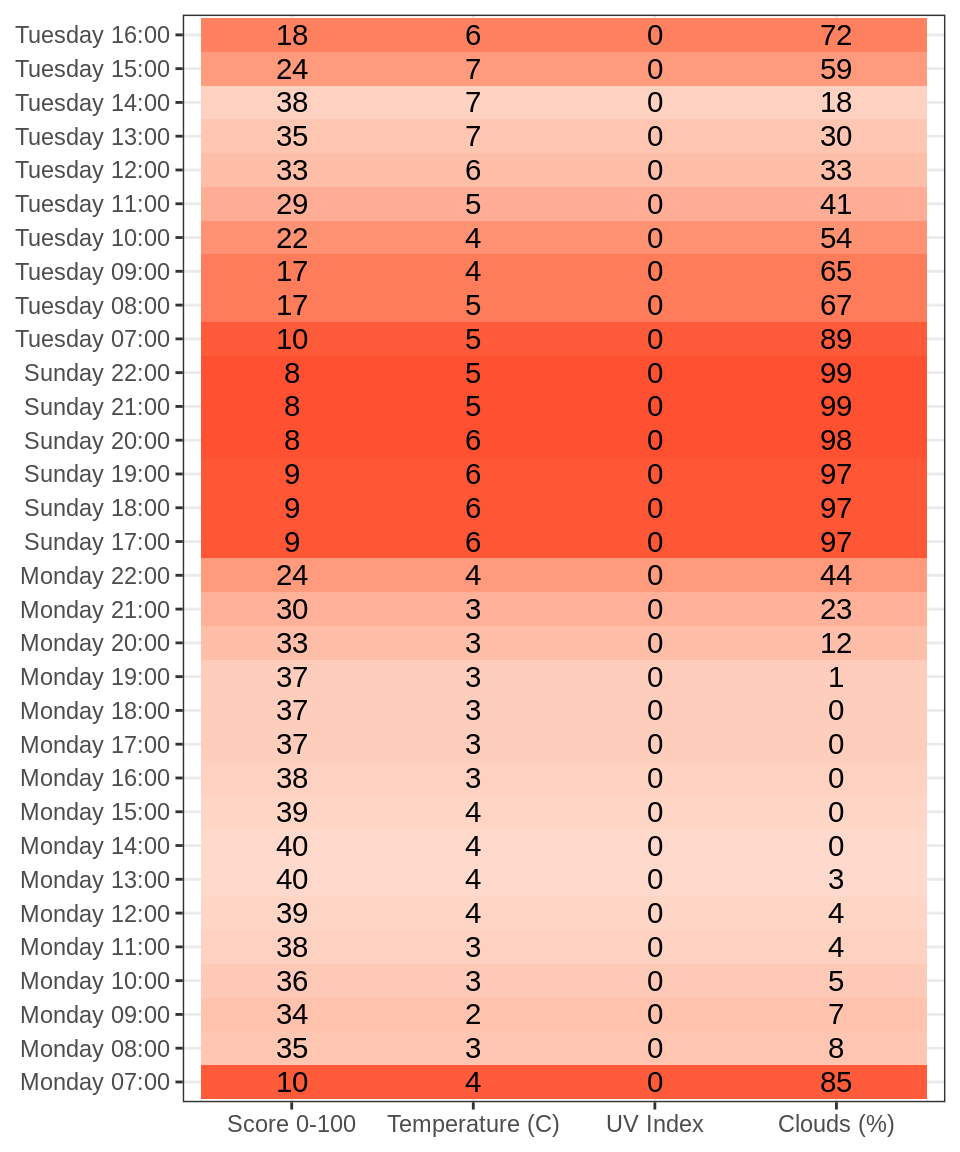 Tuesday 16:00 18 6 0 72
Tuesday 15:00 24 7 0 59
Tuesday 14:00 38 7 0 18
Tuesday 13:00 35 7 0 30
Tuesday 12:00 33 6 0 33
Tuesday 11:00 29 5 0 41
Tuesday 10:00 22 4 0 54
Tuesday 09:00 17 4 0 65
Tuesday 08:00 17 5 0 67
Tuesday 07:00 10 5 0 89
Sunday 22:00 8 5 0 99
Sunday 21:00 8 5 0 99
Sunday 20:00 8 6 0 98
Sunday 19:00 9 6 0 97
Sunday 18:00 9 6 0 97
Sunday 17:00 9 6 0 97
Monday 22:00 24 4 0 44
Monday 21:00 30 3 0 23
Monday 20:00 33 3 0 12
Monday 19:00 37 3 0 1
Monday 18:00 37 3 0 0
Monday 17:00 37 3 0 0
Monday 16:00 38 3 0 0
Monday 15:00 39 4 0 0
Monday 14:00 40 4 0 0
Monday 13:00 40 4 0 3
Monday 12:00 39 4 0 4
Monday 11:00 38 3 0 4
Monday 10:00 36 3 0 5
Monday 09:00 34 2 0 7
Monday 08:00 35 3 0 8
Monday 07:00 10 4 0 85
Score 0-100 Temperature (C) UV Index Clouds (%)